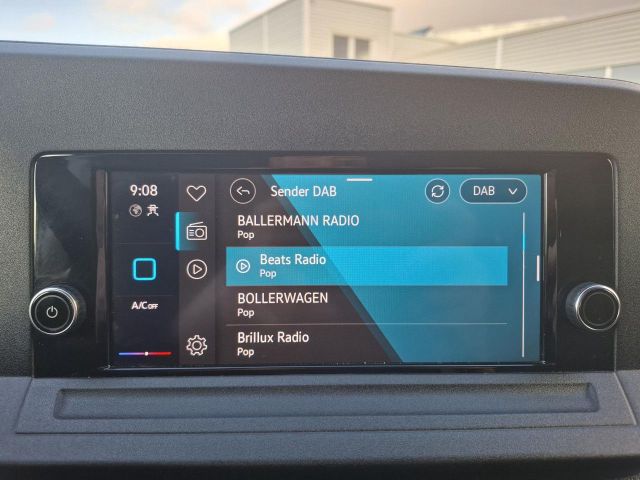 9:08
Sender DAB
DAB
BALLERMANN RADIO
Pop
Beats Radio
Pop
BOLLERWAGEN
Pop
A/C OFF
Brillux Radio
Pop